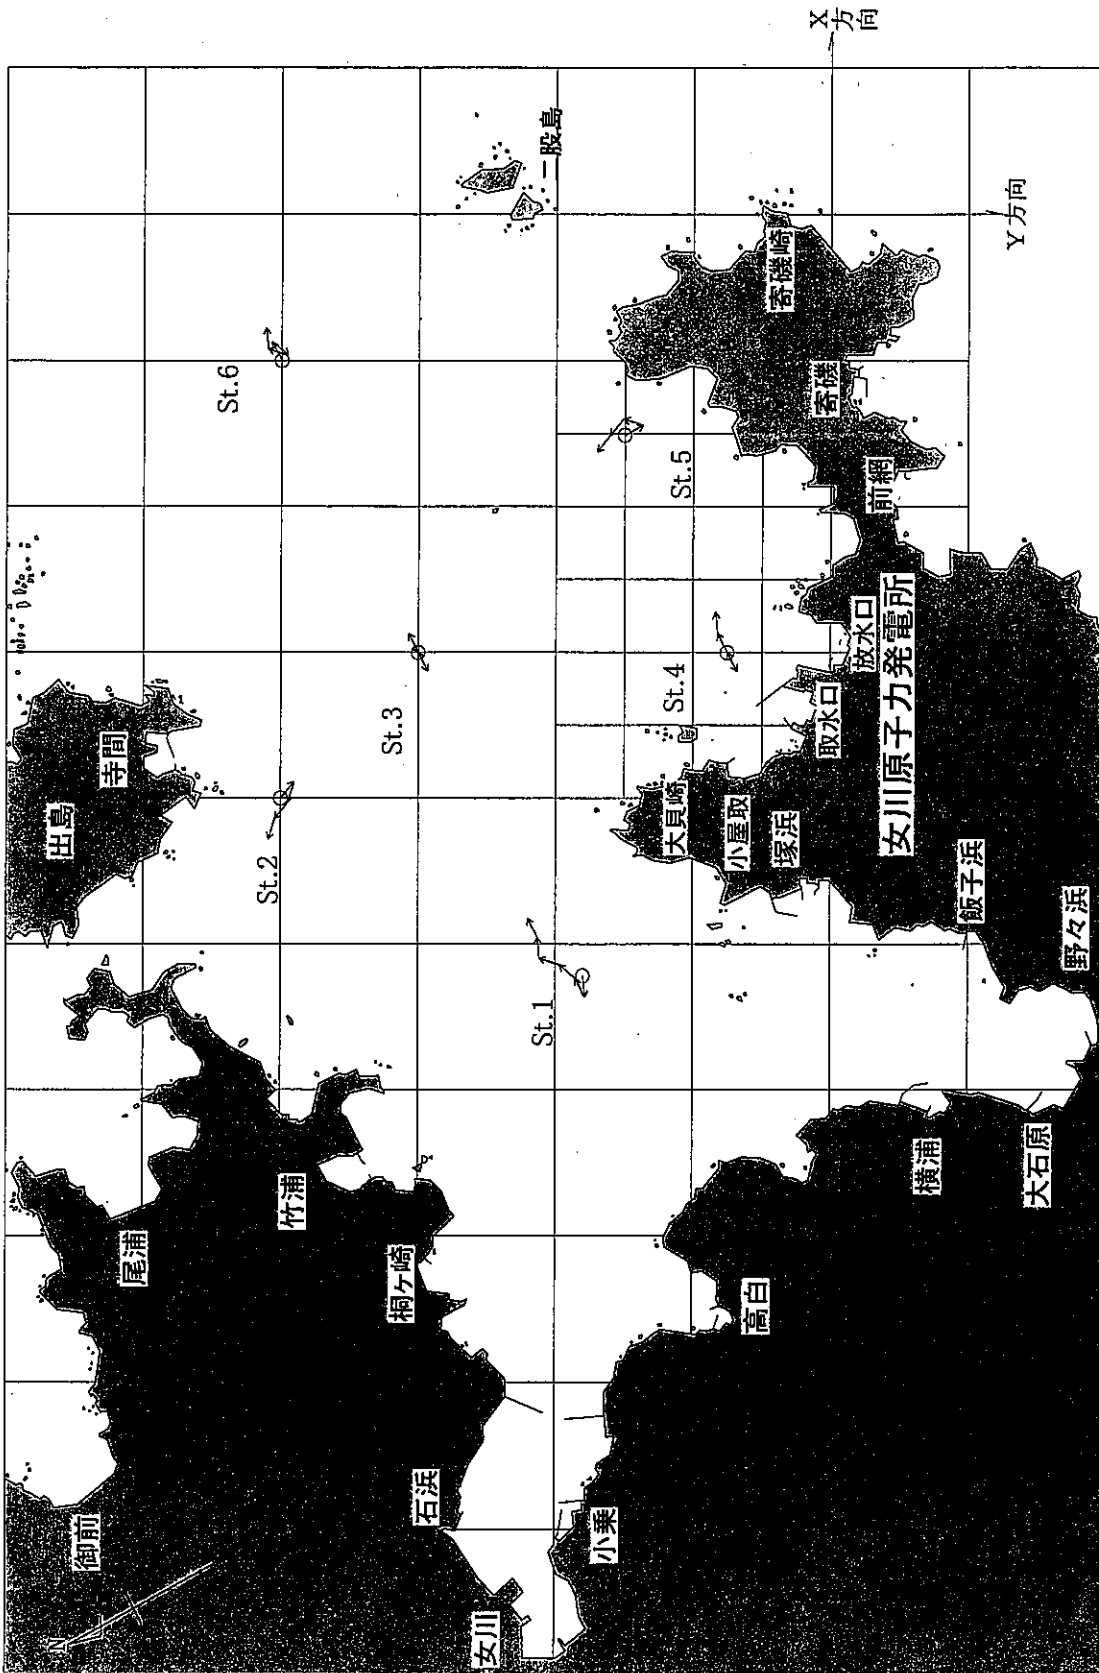 X方向
Y方向
二股島
St.6
寄磯崎
寄磯
St.5
前網
出島
寺間
St.3
St.4
放水口
取水口
女川原子力発電所
St.2
大貝崎
小屋取
塚浜
飯子浜
野々浜
St.1
尾浦
竹浦
桐ヶ崎
横浦
大石原
高白
御前
石浜
小乗
女川
N